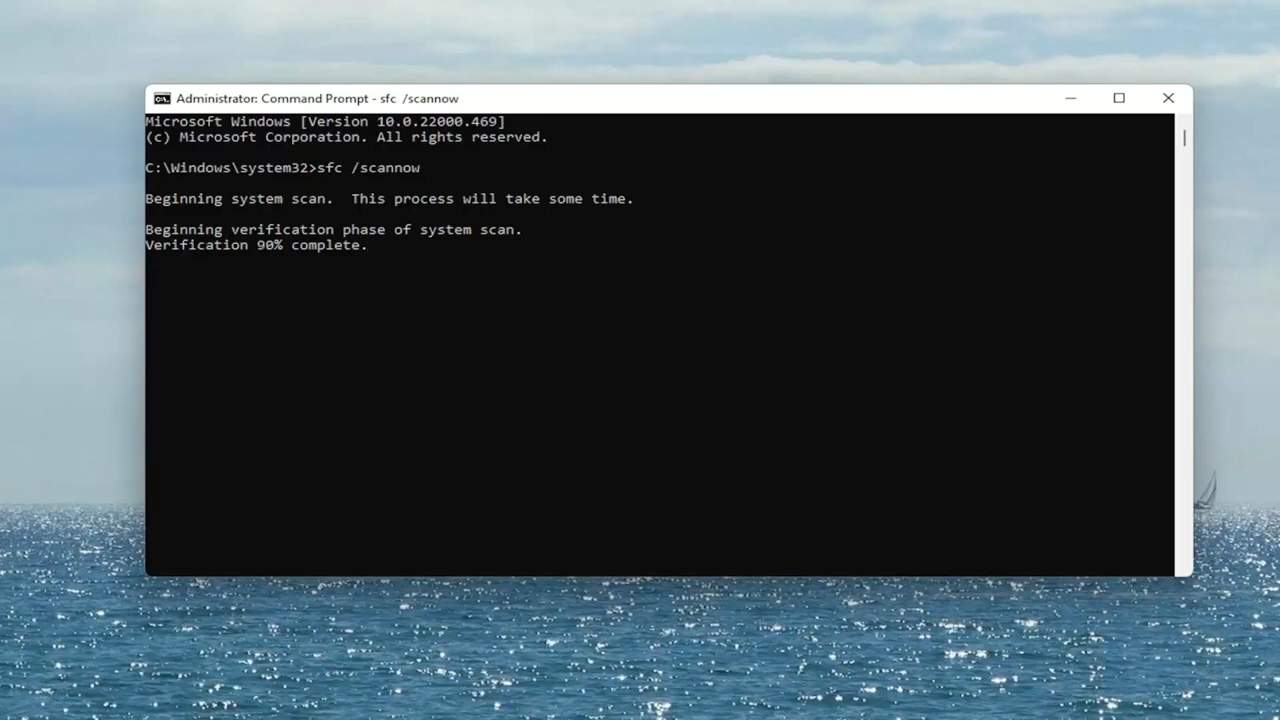 Administrator: Command Prompt - sfc  /scannow
Microsoft Windows [Version 10.0.22000.469]
(c) Microsoft Corporation. All rights reserved.
C:\Windows\system32>sfc /scannow
Beginning system scan.  This process will take some time.
Beginning verification phase of system scan.
Verification 90% complete.